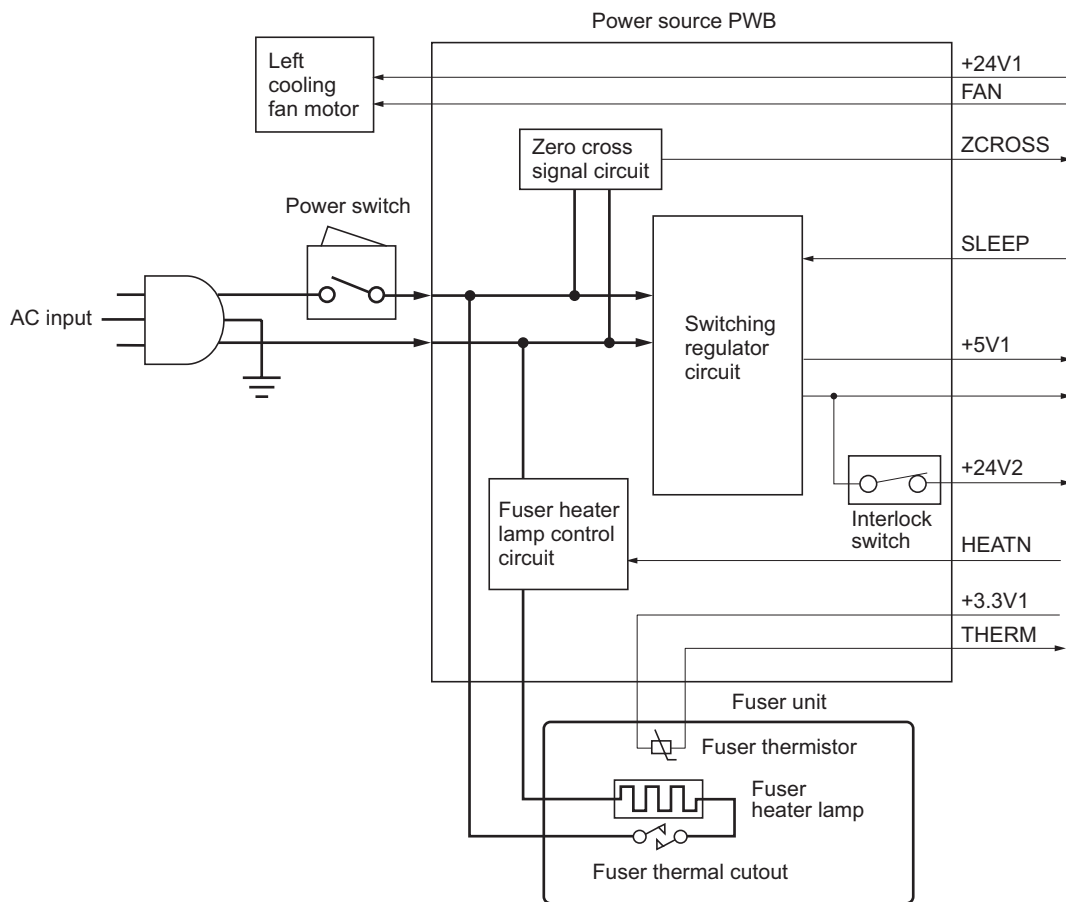 Power source PWB
Left
cooling
fan motor
+24V1
FAN
Zero cross
signal circuit
ZCROSS
Power switch
SLEEP
AC input
Switching
regulator
circuit
+5V1
+24V2
Interlock
switch
Fuser heater
lamp control
circuit
HEATN
+3.3V1
THERM
Fuser unit
Fuser thermistor
Fuser
heater lamp
Fuser thermal cutout